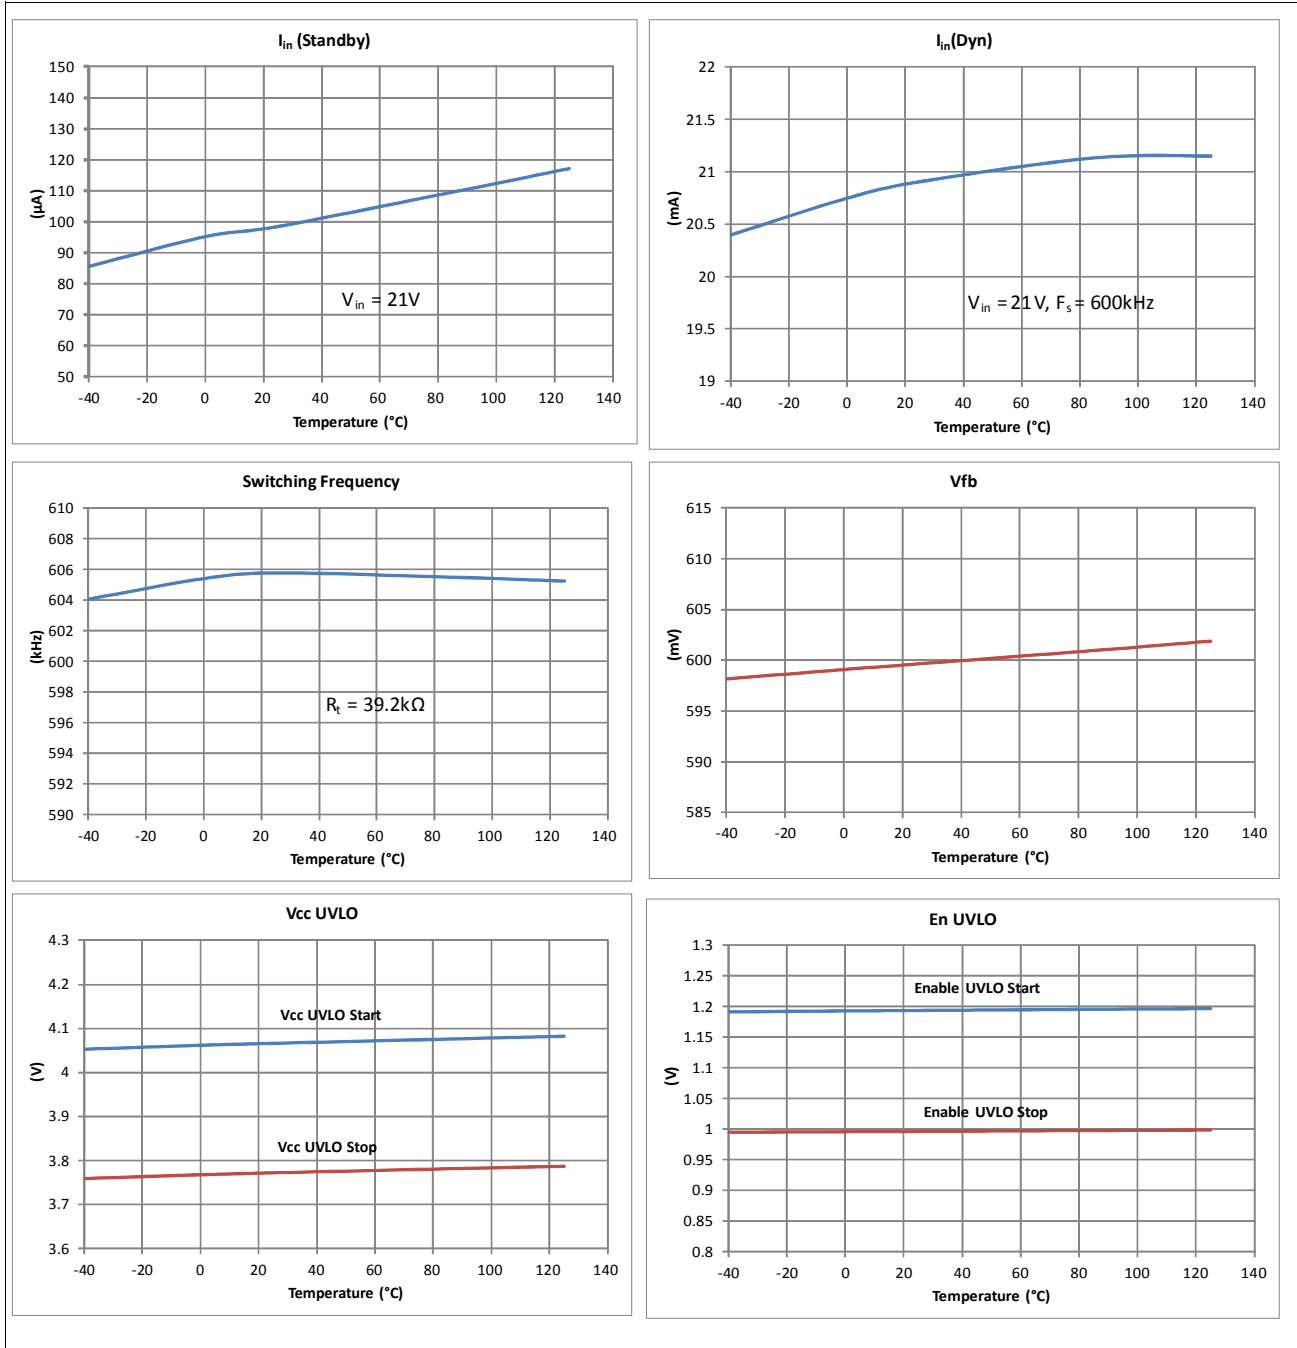 I_in (Standby)
150
140
130
120
110
100
90
80
70
60
50
(µA)
V_in = 21V
-40 -20 0 20 40 60 80 100 120 140
Temperature (°C)
I_in(Dyn)
22
21.5
21
20.5
20
19.5
19
(mA)
V_in = 21V, F_s = 600kHz
-40 -20 0 20 40 60 80 100 120 140
Temperature (°C)
Switching Frequency
610
608
606
604
602
600
598
596
594
592
590
(kHz)
R_t = 39.2kΩ
-40 -20 0 20 40 60 80 100 120 140
Temperature (°C)
Vfb
615
610
605
600
595
590
585
(mV)
-40 -20 0 20 40 60 80 100 120 140
Temperature (°C)
Vcc UVLO
4.3
4.2
4.1
4
3.9
3.8
3.7
3.6
(V)
Vcc UVLO Start
Vcc UVLO Stop
-40 -20 0 20 40 60 80 100 120 140
Temperature (°C)
En UVLO
1.3
1.25
1.2
1.15
1.1
1.05
1
0.95
0.9
0.85
0.8
(V)
Enable UVLO Start
Enable UVLO Stop
-40 -20 0 20 40 60 80 100 120 140
Temperature (°C)